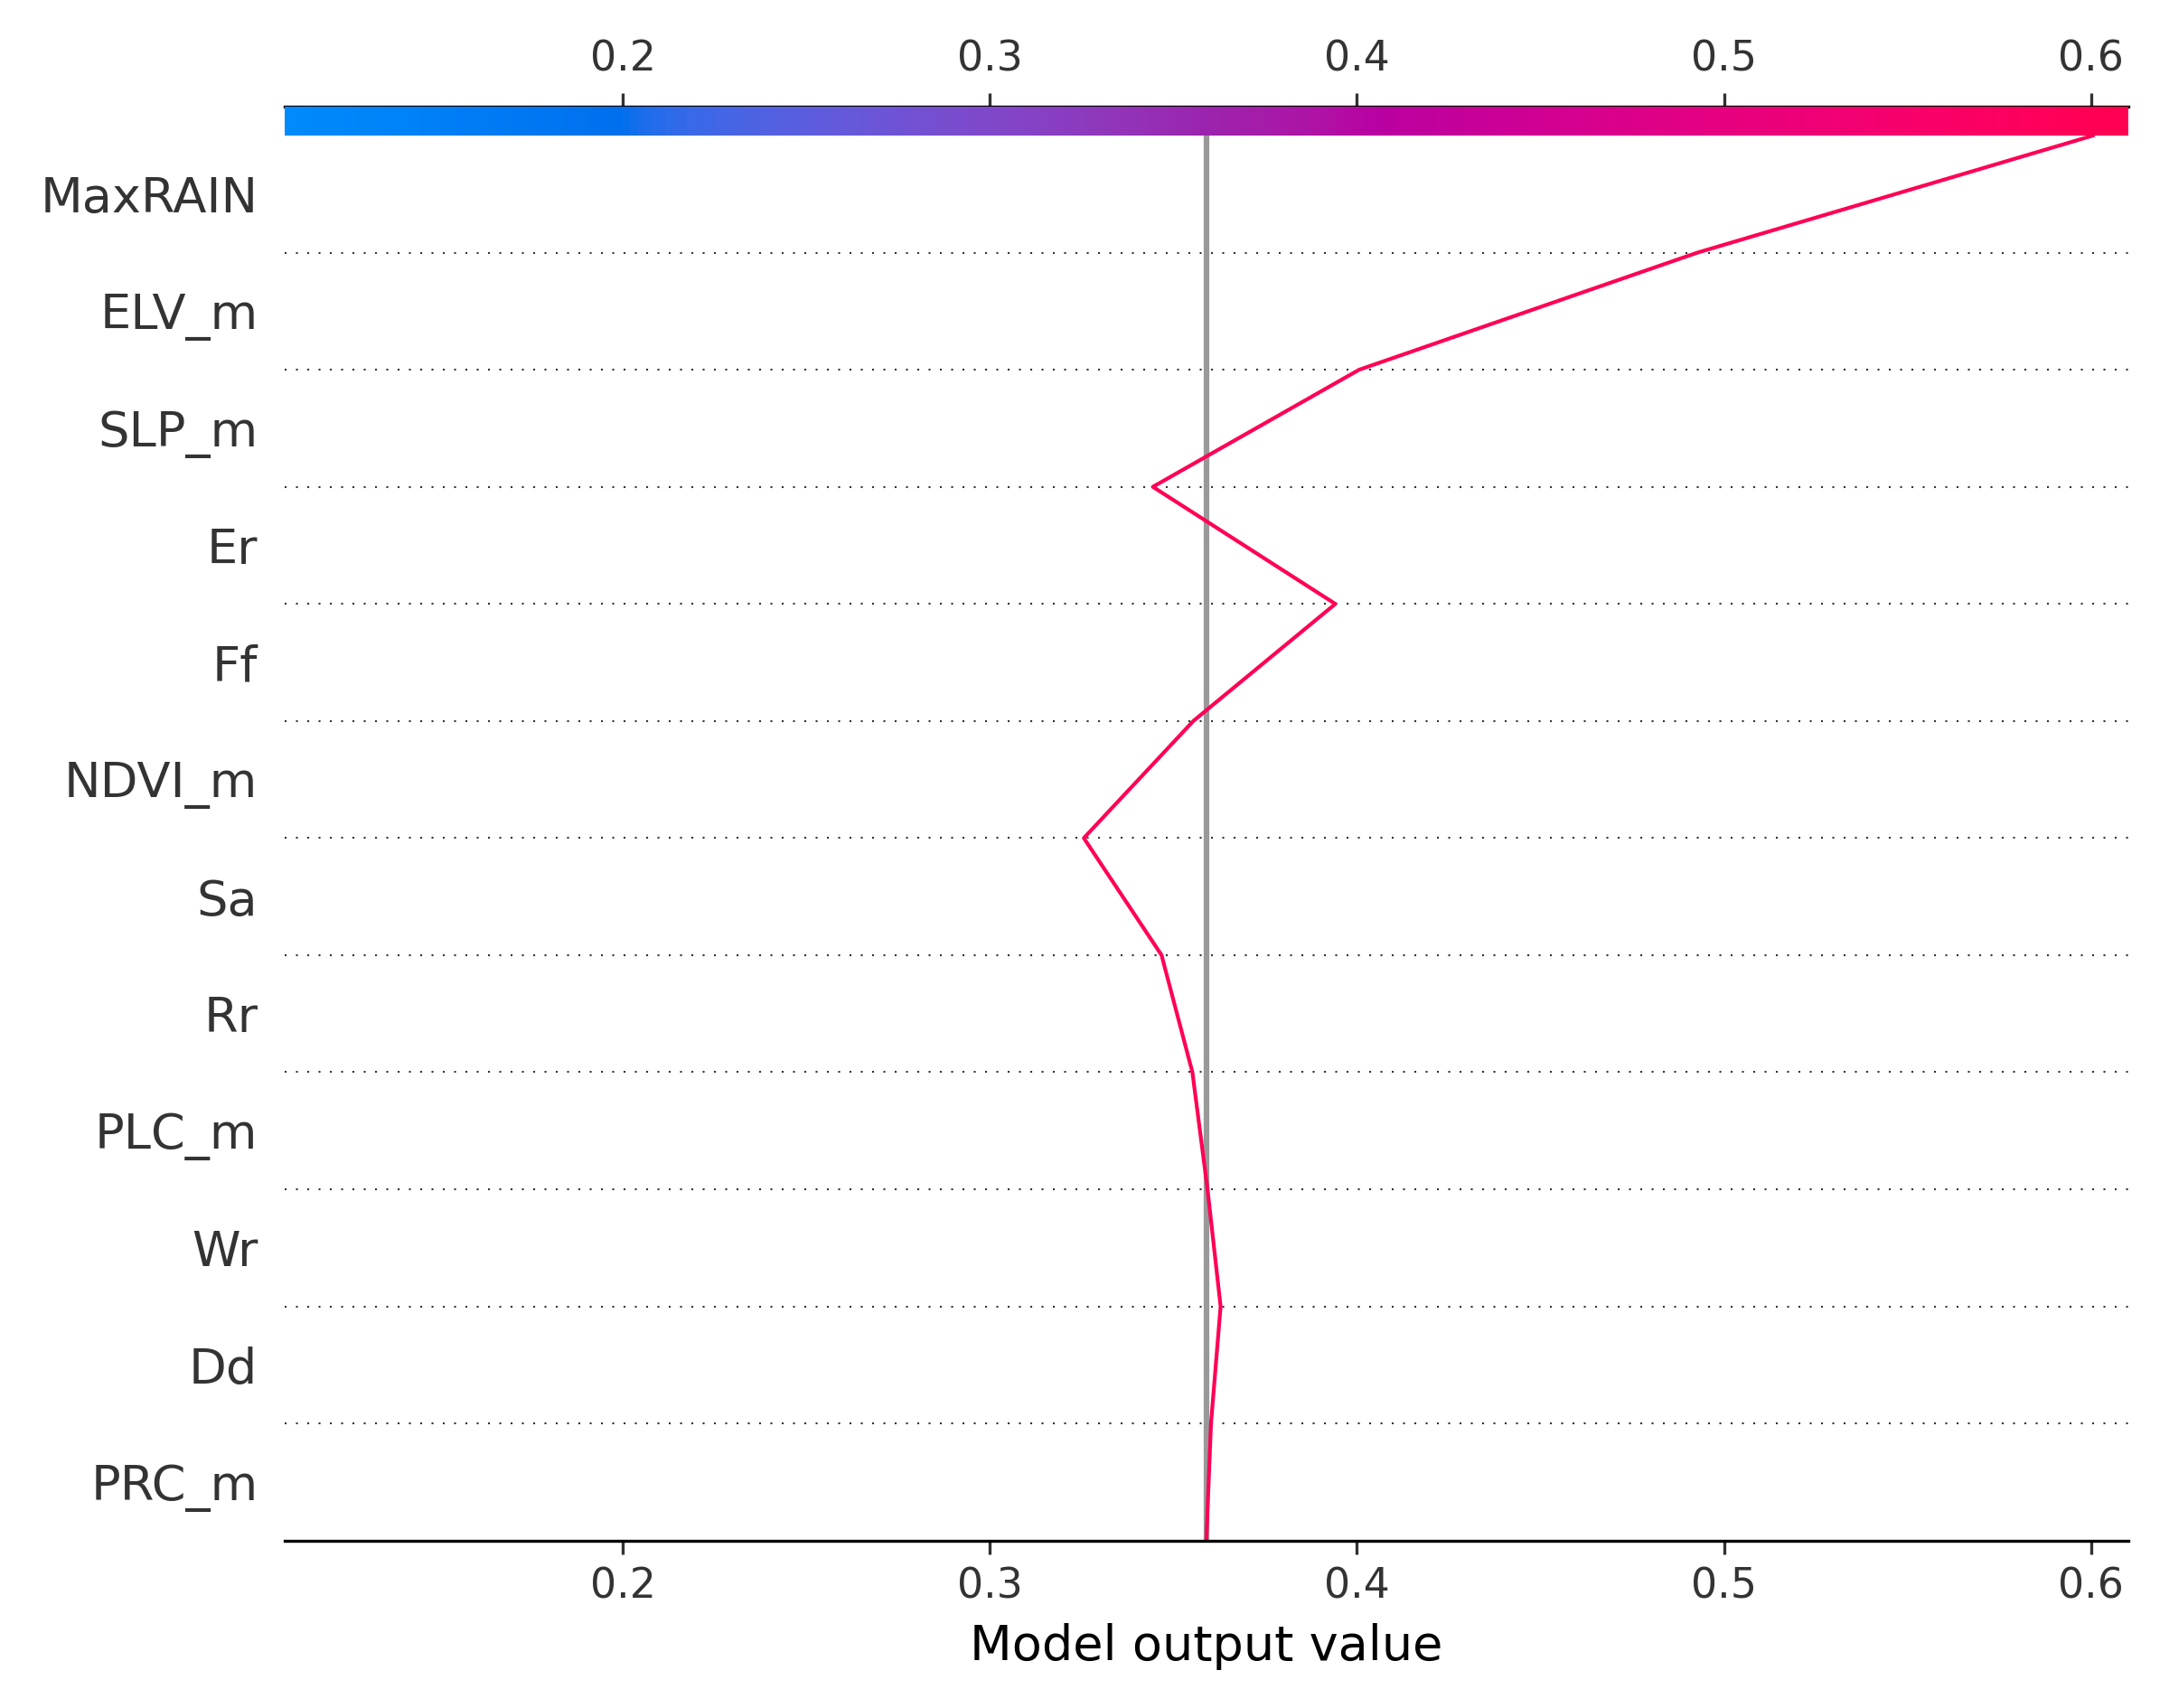 0.2 0.3 0.4 0.5 0.6
MaxRAIN
ELV_m
SLP_m
Er
Ff
NDVI_m
Sa
Rr
PLC_m
Wr
Dd
PRC_m
0.2 0.3 0.4 0.5 0.6
Model output value